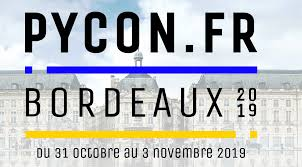 PYCON.FR
BORDEAUX 2019
DU 31 octobre au 3 novembre 2019